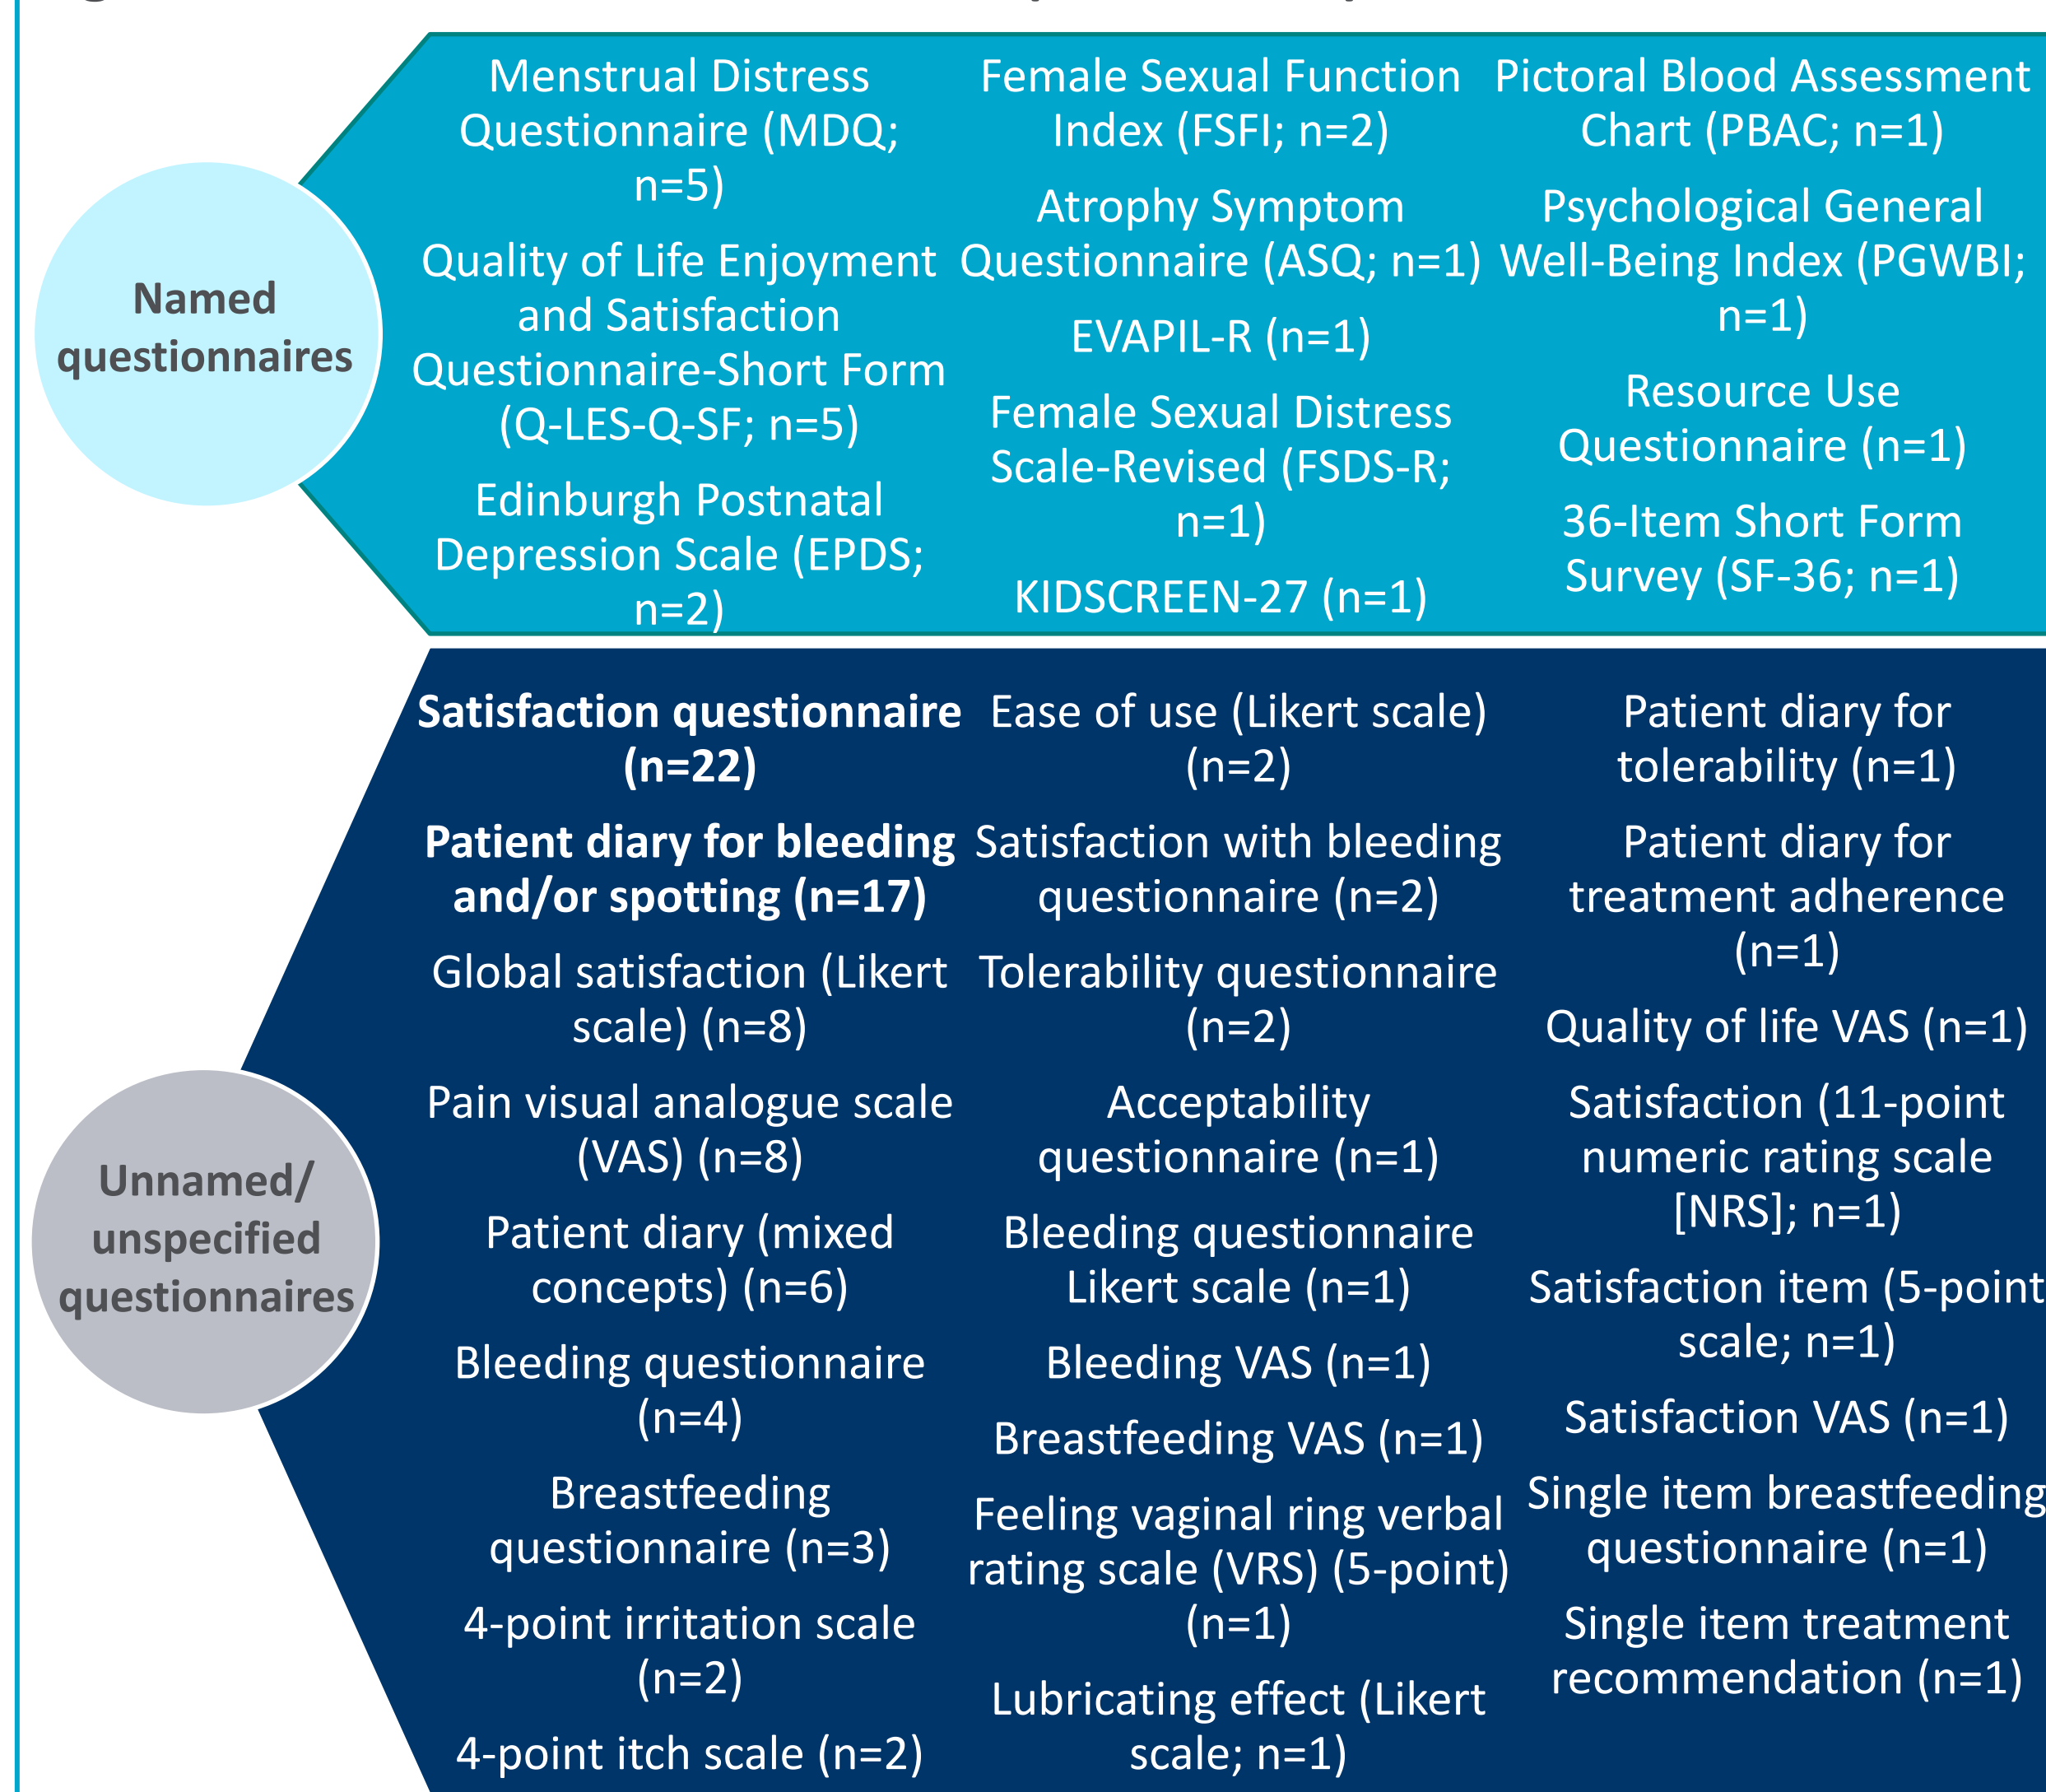 Named
questionnaires
Menstrual Distress
Questionnaire (MDQ;
n=5)
Quality of Life Enjoyment
and Satisfaction
Questionnaire-Short Form
(Q-LES-Q-SF; n=5)
Edinburgh Postnatal
Depression Scale (EPDS;
n=2)
Female Sexual Function
Index (FSFI; n=2)
Atrophy Symptom
Questionnaire (ASQ; n=1)
EVAPIL-R (n=1)
Female Sexual Distress
Scale-Revised (FSDS-R;
n=1)
KIDSCREEN-27 (n=1)
Pictoral Blood Assessment
Chart (PBAC; n=1)
Psychological General
Well-Being Index (PGWBI;
n=1)
Resource Use
Questionnaire (n=1)
36-Item Short Form
Survey (SF-36; n=1)
Unnamed/
unspecified
questionnaires
Satisfaction questionnaire
(n=22)
Patient diary for bleeding
and/or spotting (n=17)
Global satisfaction (Likert
scale) (n=8)
Pain visual analogue scale
(VAS) (n=8)
Patient diary (mixed
concepts) (n=6)
Bleeding questionnaire
(n=4)
Breastfeeding
questionnaire (n=3)
4-point irritation scale
(n=2)
4-point itch scale (n=2)
Ease of use (Likert scale)
(n=2)
Satisfaction with bleeding
questionnaire (n=2)
Tolerability questionnaire
(n=2)
Acceptability
questionnaire (n=1)
Bleeding questionnaire
Likert scale (n=1)
Bleeding VAS (n=1)
Breastfeeding VAS (n=1)
Feeling vaginal ring verbal
rating scale (VRS) (5-point)
(n=1)
Lubricating effect (Likert
scale; n=1)
Patient diary for
tolerability (n=1)
Patient diary for
treatment adherence
(n=1)
Quality of life VAS (n=1)
Satisfaction (11-point
numeric rating scale
[NRS]; n=1)
Satisfaction item (5-point
scale; n=1)
Satisfaction VAS (n=1)
Single item breastfeeding
questionnaire (n=1)
Single item treatment
recommendation (n=1)